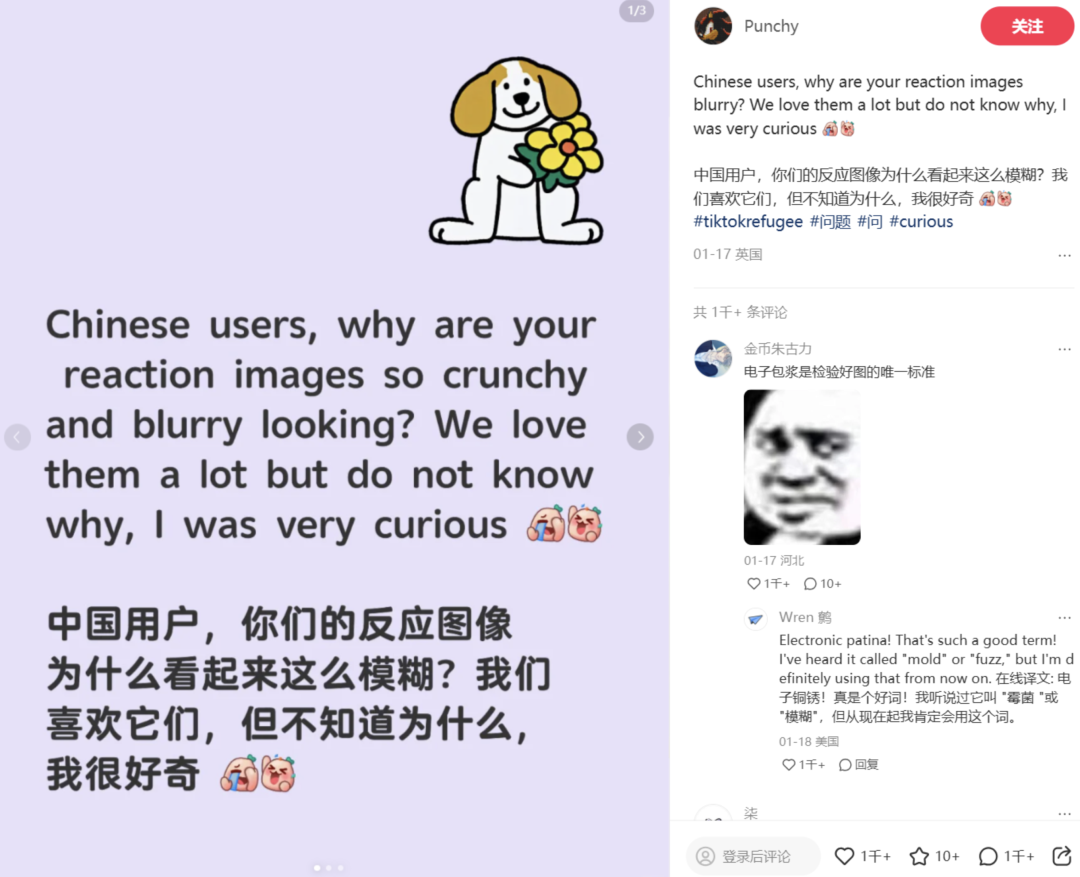 1/3
Chinese users, why are your
reaction images so crunchy
and blurry looking? We love
them a lot but do not know
why, I was very curious
中国用户，你们的反应图像
为什么看起来这么模糊？我们
喜欢它们，但不知道为什么，
我很好奇
Punchy
关注
Chinese users, why are your reaction images
blurry? We love them a lot but do not know why, I
was very curious
中国用户，你们的反应图像为什么看起来这么模糊？我
们喜欢它们，但不知道为什么，我很好奇
#tiktokrefugee #问题 #问 #curious
01-17 英国
共 1千+ 条评论
金币朱古力
电子包浆是检验好图的唯一标准
01-17 河北
1千+ 10+
Wren 鹪
Electronic patina! That's such a good term!
I've heard it called "mold" or "fuzz," but I'm d
efinitely using that from now on. 在线译文: 电
子铜锈！真是个好词！我听说过它叫 "霉菌 "或
"模糊"，但从现在起我肯定会用这个词。
01-18 美国
1千+ 回复
柒
登录后评论 1千+ 10+ 1千+